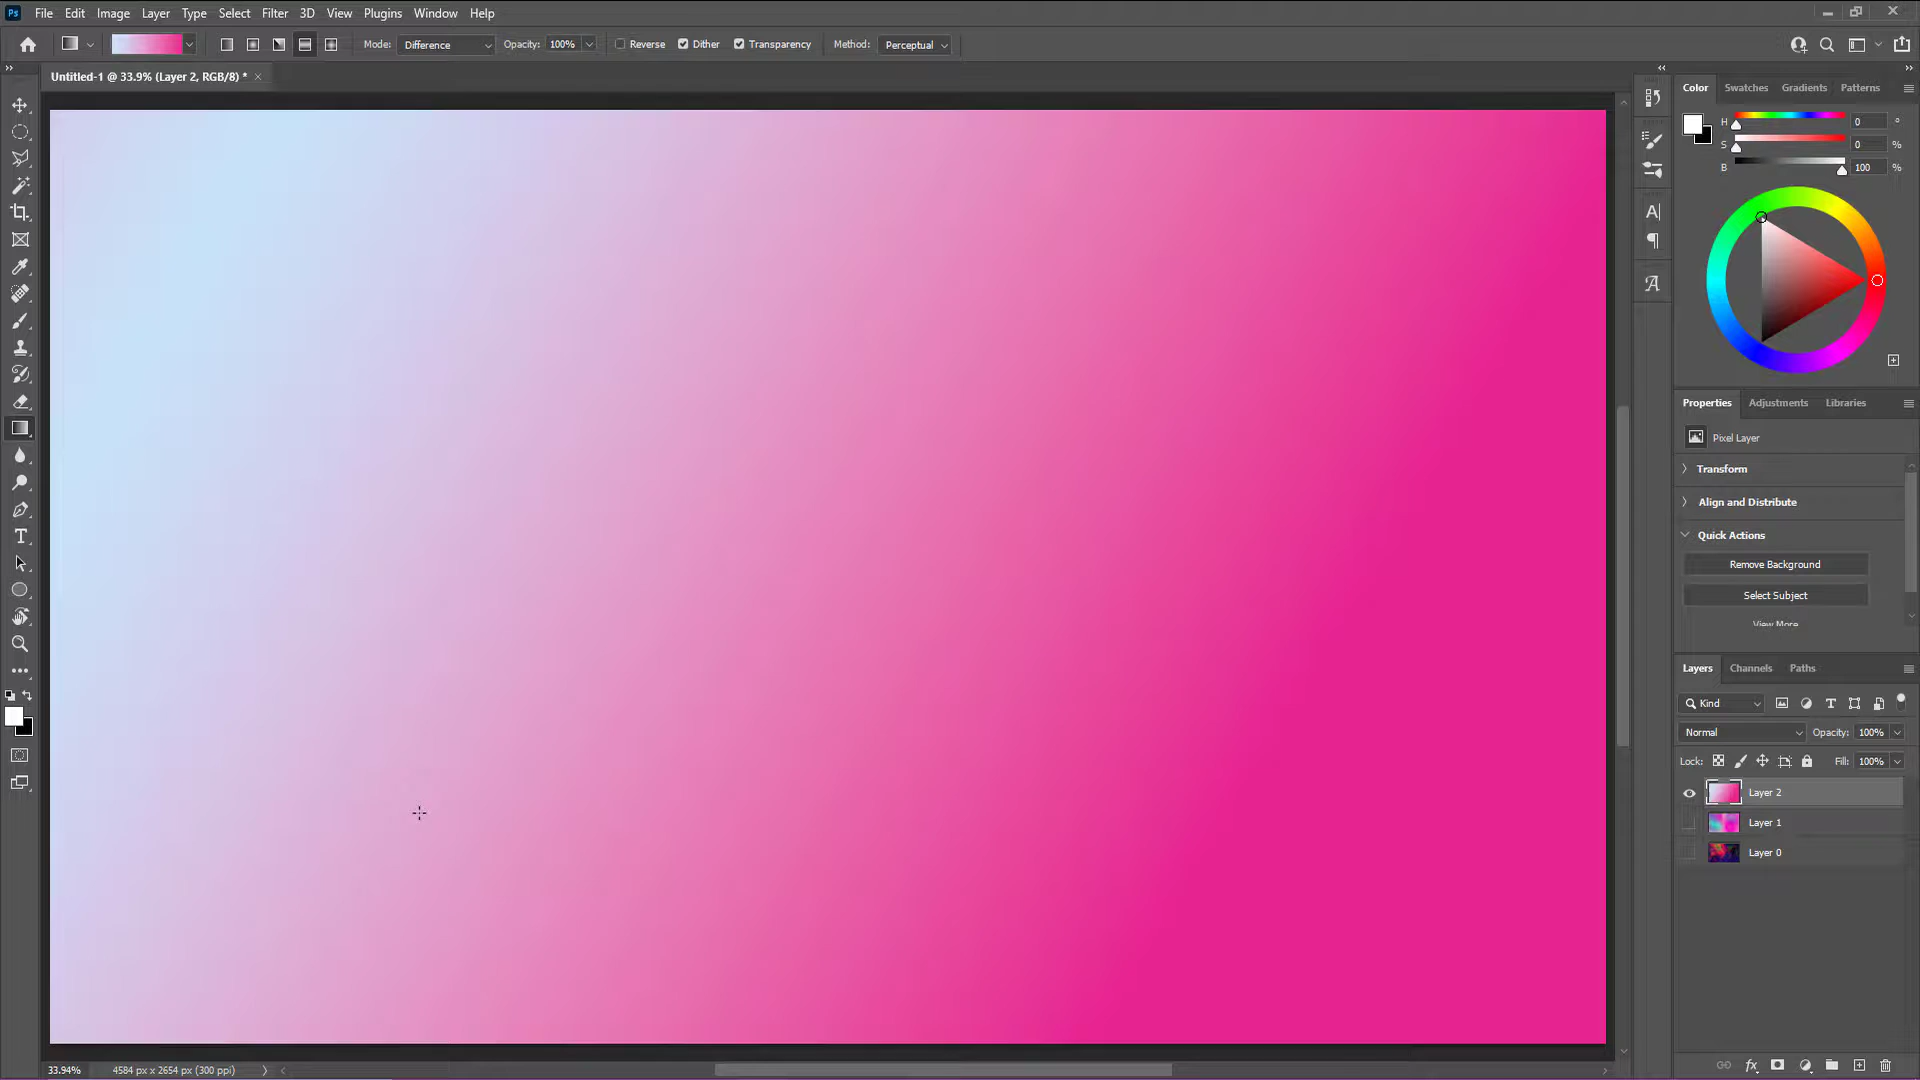 Ps File Edit Image Layer Type Select Filter 3D View Plugins Window Help
Mode: Difference Opacity: 100% Reverse Dither Transparency Method: Perceptual
Untitled-1 @ 33.9% (Layer 2, RGB/8) *
Color Swatches Gradients Patterns
H 0 °
S 0 %
B 100 %
Properties Adjustments Libraries
Pixel Layer
Transform
Align and Distribute
Quick Actions
Remove Background
Select Subject
View More
Layers Channels Paths
Kind
Normal Opacity: 100%
Lock: Fill: 100%
Layer 2
Layer 1
Layer 0
33.94% 4584 px x 2654 px (300 ppi)